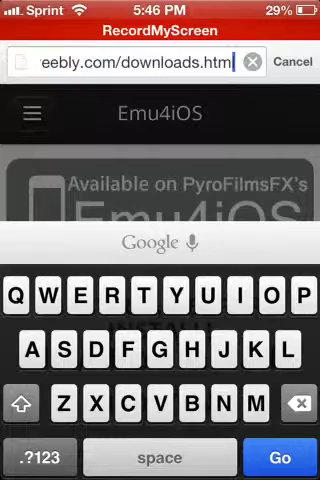 Sprint 5:46 PM 29%
RecordMyScreen
eebly.com/downloads.htm Cancel
Emu4iOS
Available on PyroFilmsFX's
Emu4iOS
Google
Q W E R T Y U I O P
A S D F G H J K L
Z X C V B N M
.?123 space Go